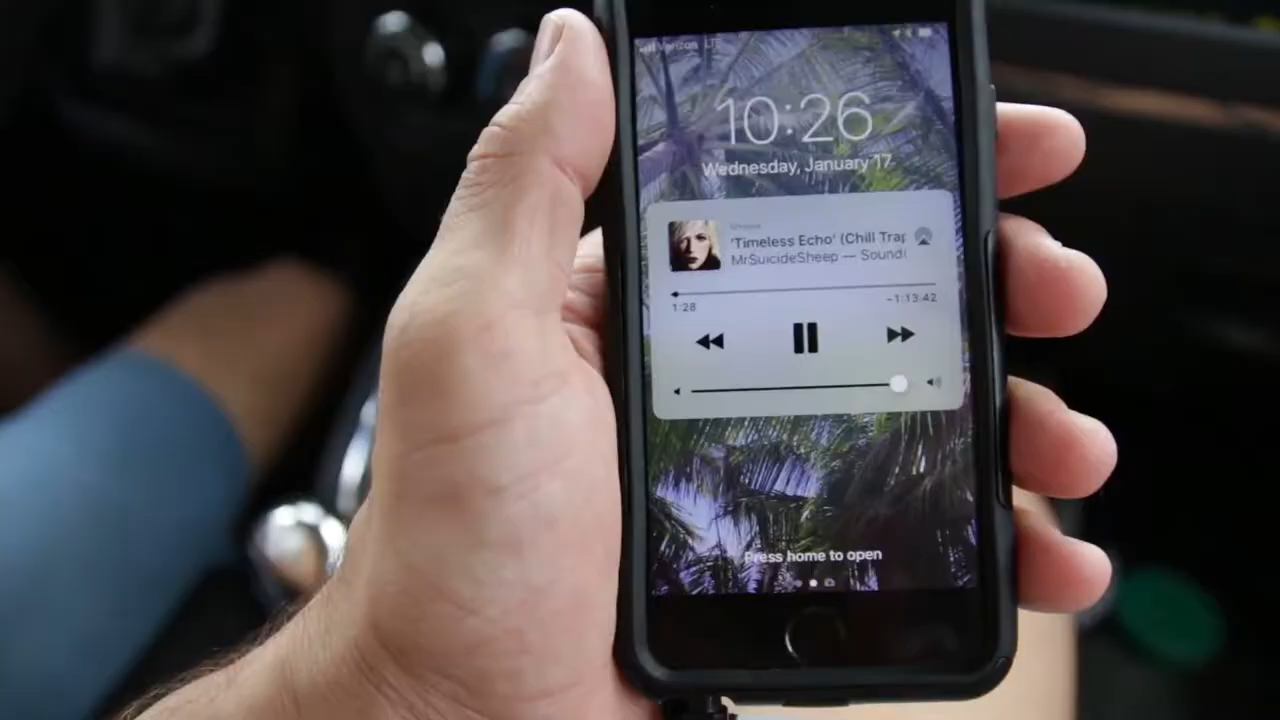 Verizon LTE
10:26
Wednesday, January 17
iPhone
'Timeless Echo' (Chill Trap
MrSuicideSheep — Sound(
1:28 -1:13:42
Press home to open